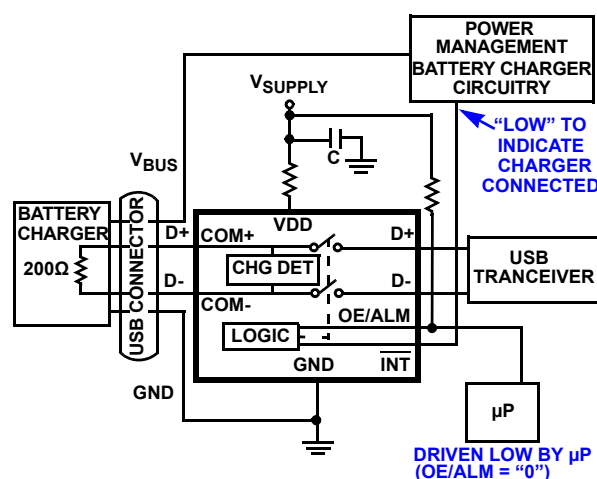 POWER
MANAGEMENT
BATTERY CHARGER
CIRCUITRY
VSUPPLY
"LOW" TO
INDICATE
CHARGER
CONNECTED
C
VBUS
BATTERY
CHARGER
200Ω
USB CONNECTOR
D+
D-
GND
VDD
COM+
COM-
CHG DET
LOGIC
D+
D-
OE/ALM
GND
INT
USB
TRANCEIVER
µP
DRIVEN LOW BY µP
(OE/ALM = "0")